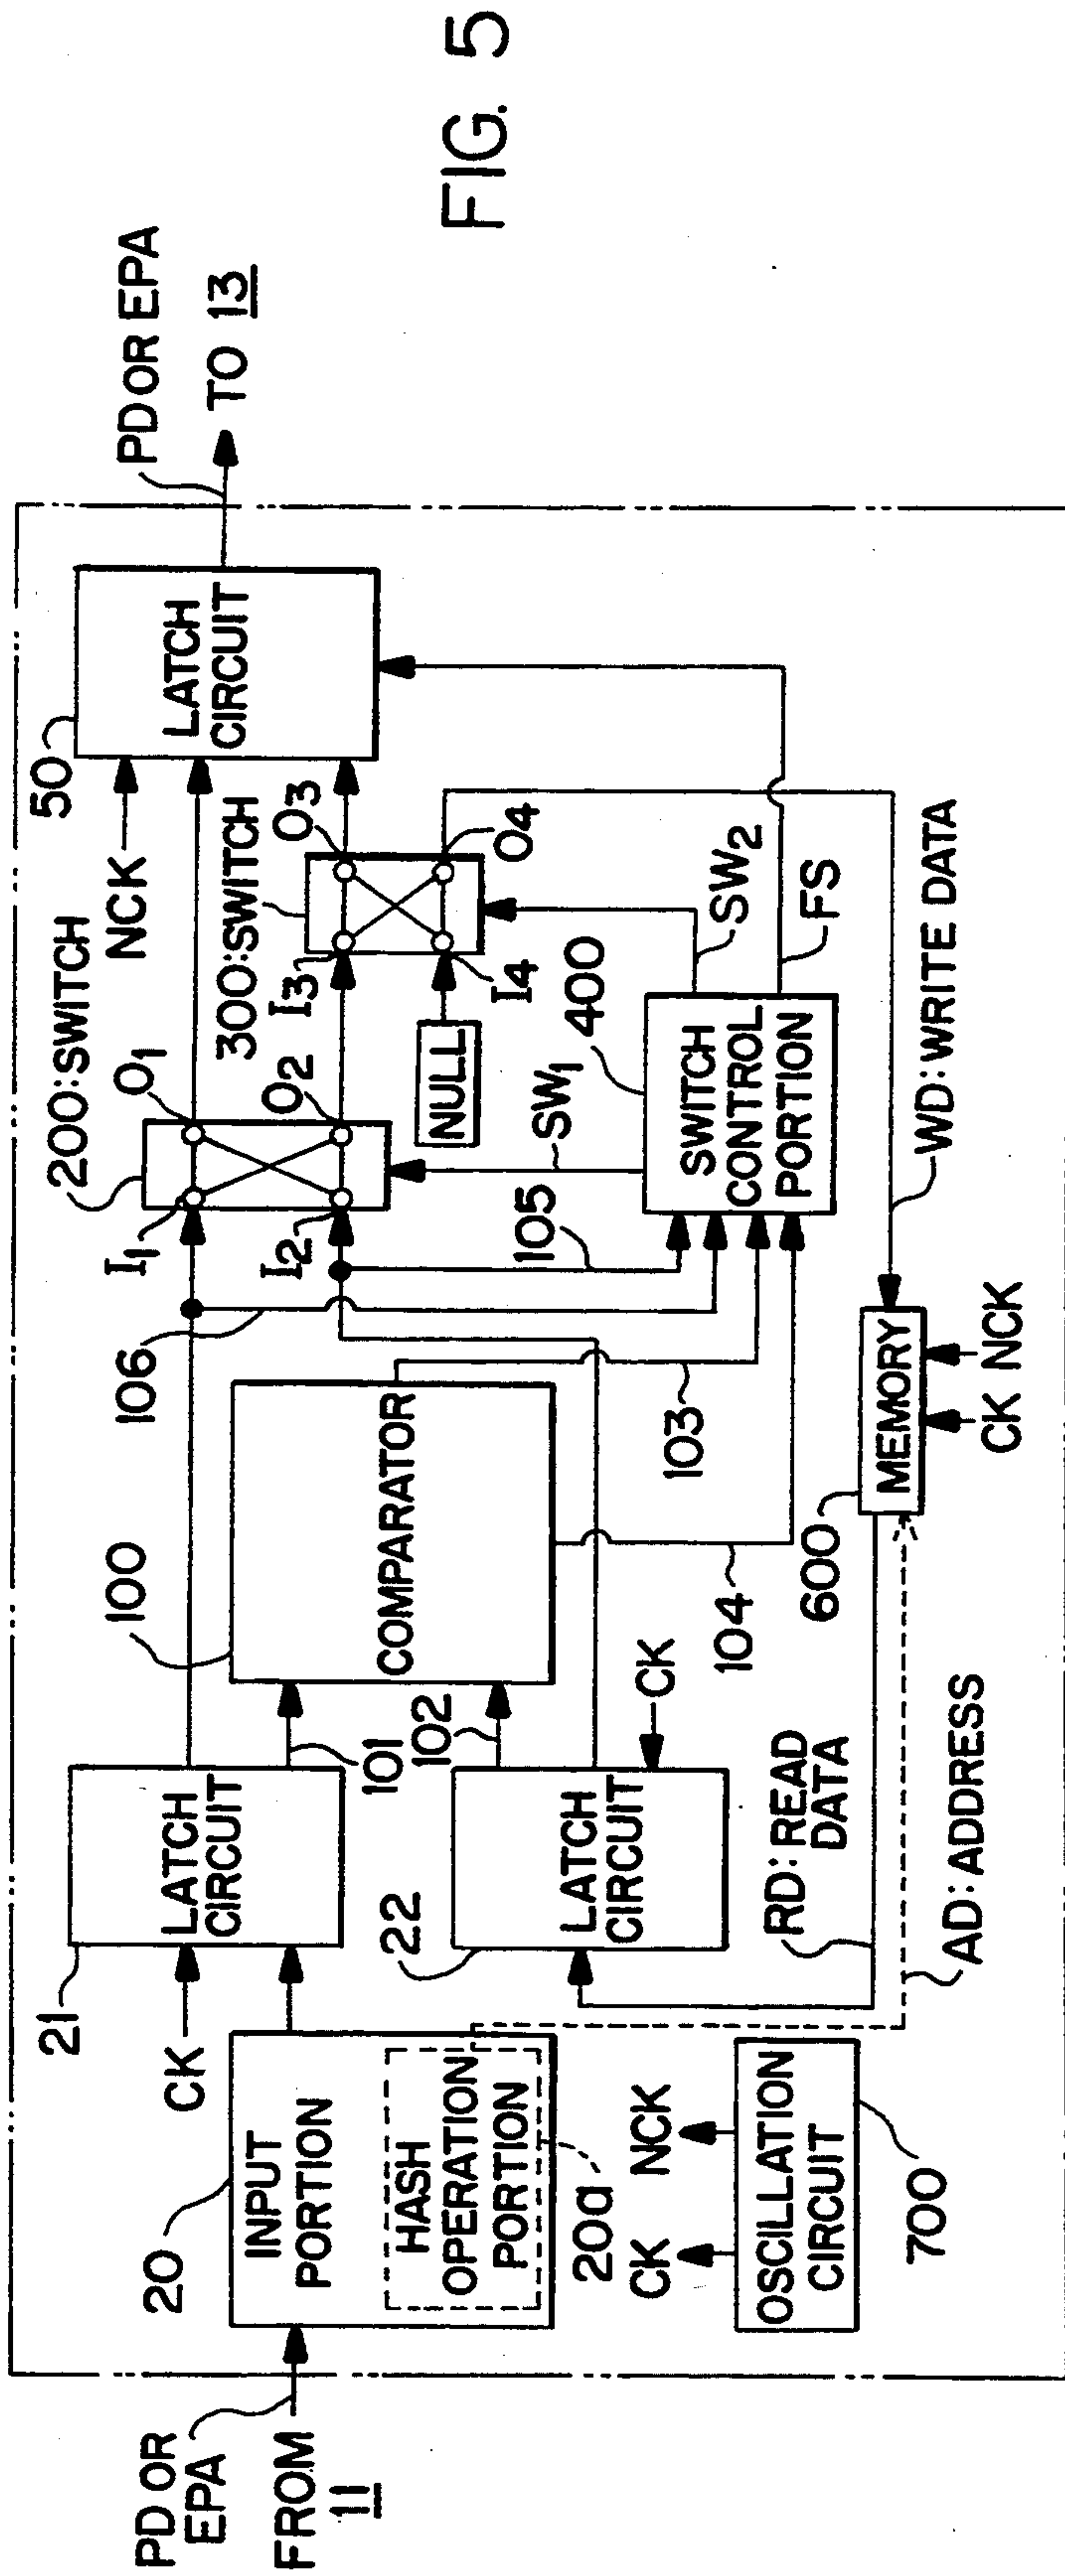 FIG. 5
PD OR
EPA
FROM
11
20
INPUT
PORTION
HASH
OPERATION
PORTION
20a
CK
NCK
OSCILLATION
CIRCUIT
700
21
CK
LATCH
CIRCUIT
22
LATCH
CIRCUIT
CK
RD: READ
DATA
AD: ADDRESS
101
102
100
COMPARATOR
103
104
600
MEMORY
CK NCK
106
105
I1
I2
200: SWITCH
O1
O2
SW1
NULL
I3
I4
300: SWITCH
O3
O4
400
SWITCH
CONTROL
PORTION
SW2
FS
WD: WRITE DATA
NCK
50
LATCH
CIRCUIT
PD OR EPA
TO 13